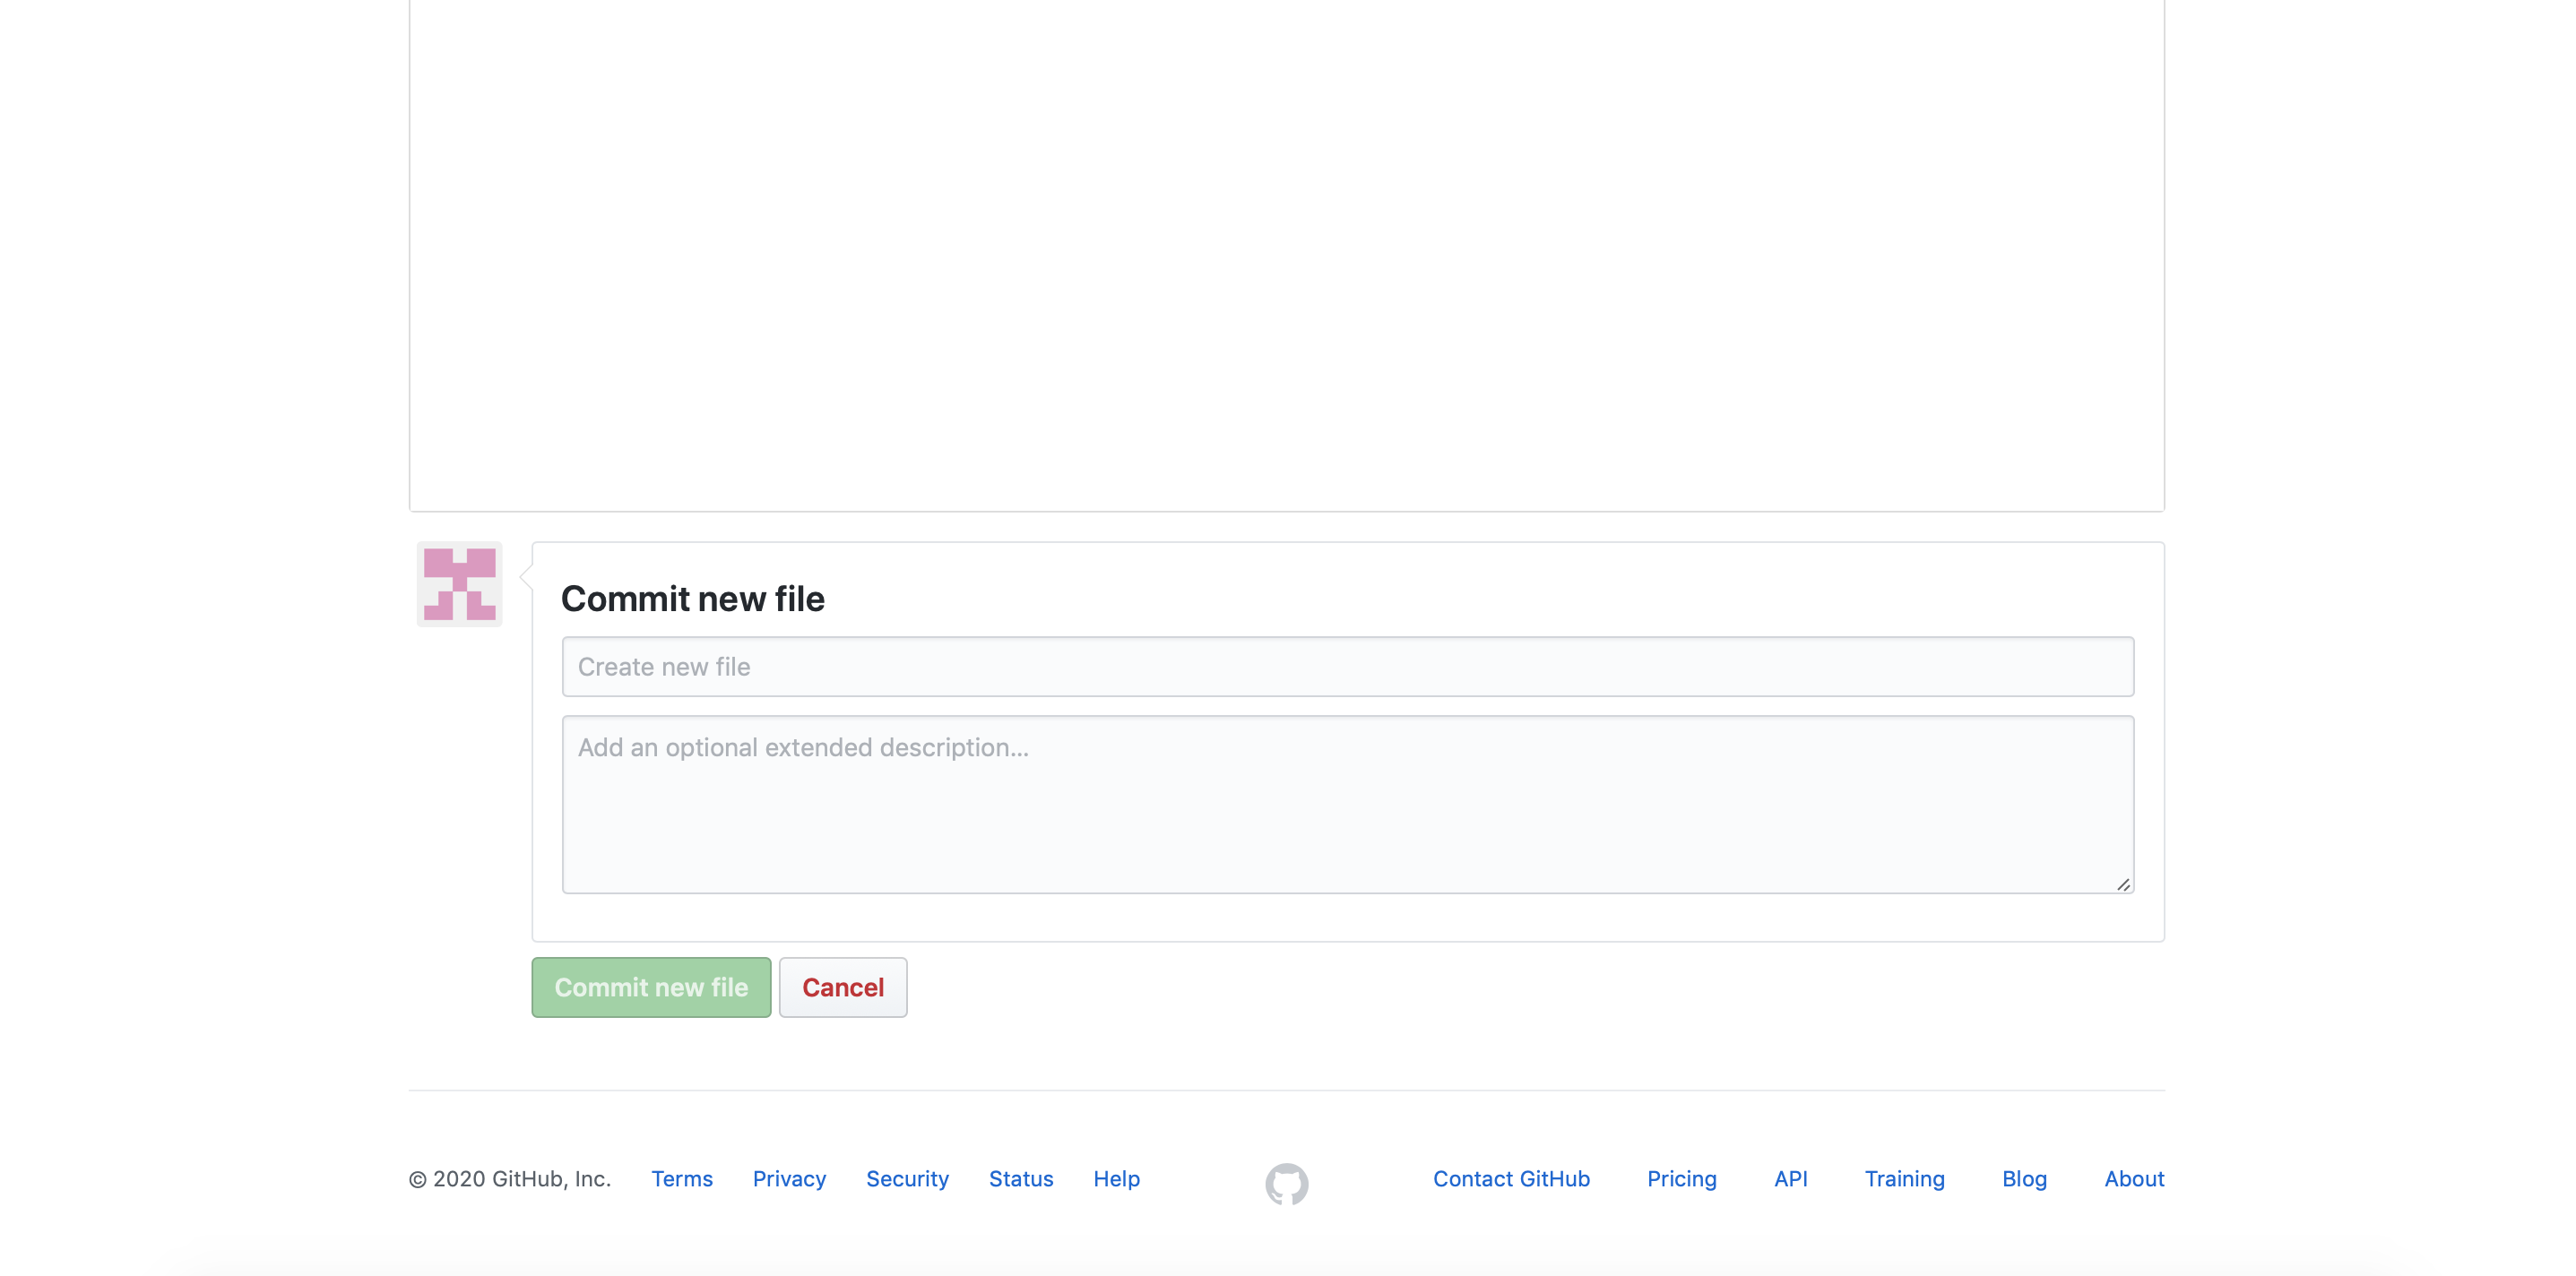 Commit new file
Create new file
Add an optional extended description...
Commit new file
Cancel
© 2020 GitHub, Inc. Terms Privacy Security Status Help Contact GitHub Pricing API Training Blog About